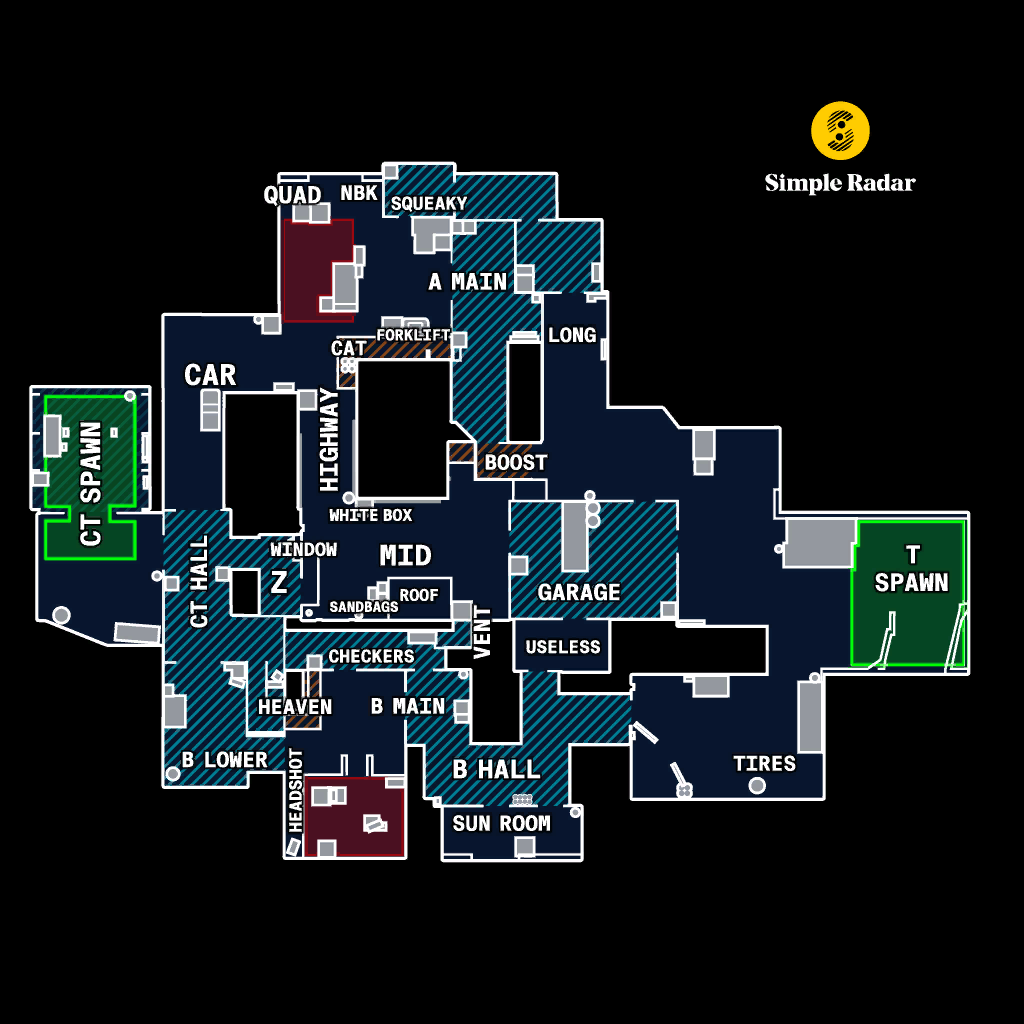 Simple Radar
QUAD
NBK
SQUEAKY
A MAIN
FORKLIFT
LONG
CAT
CAR
HIGHWAY
CT SPAWN
BOOST
WHITE BOX
WINDOW
MID
CT HALL
Z
ROOF
SANDBAGS
GARAGE
T
SPAWN
VENT
CHECKERS
USELESS
HEAVEN
B MAIN
B LOWER
HEADSHOT
B HALL
TIRES
SUN ROOM